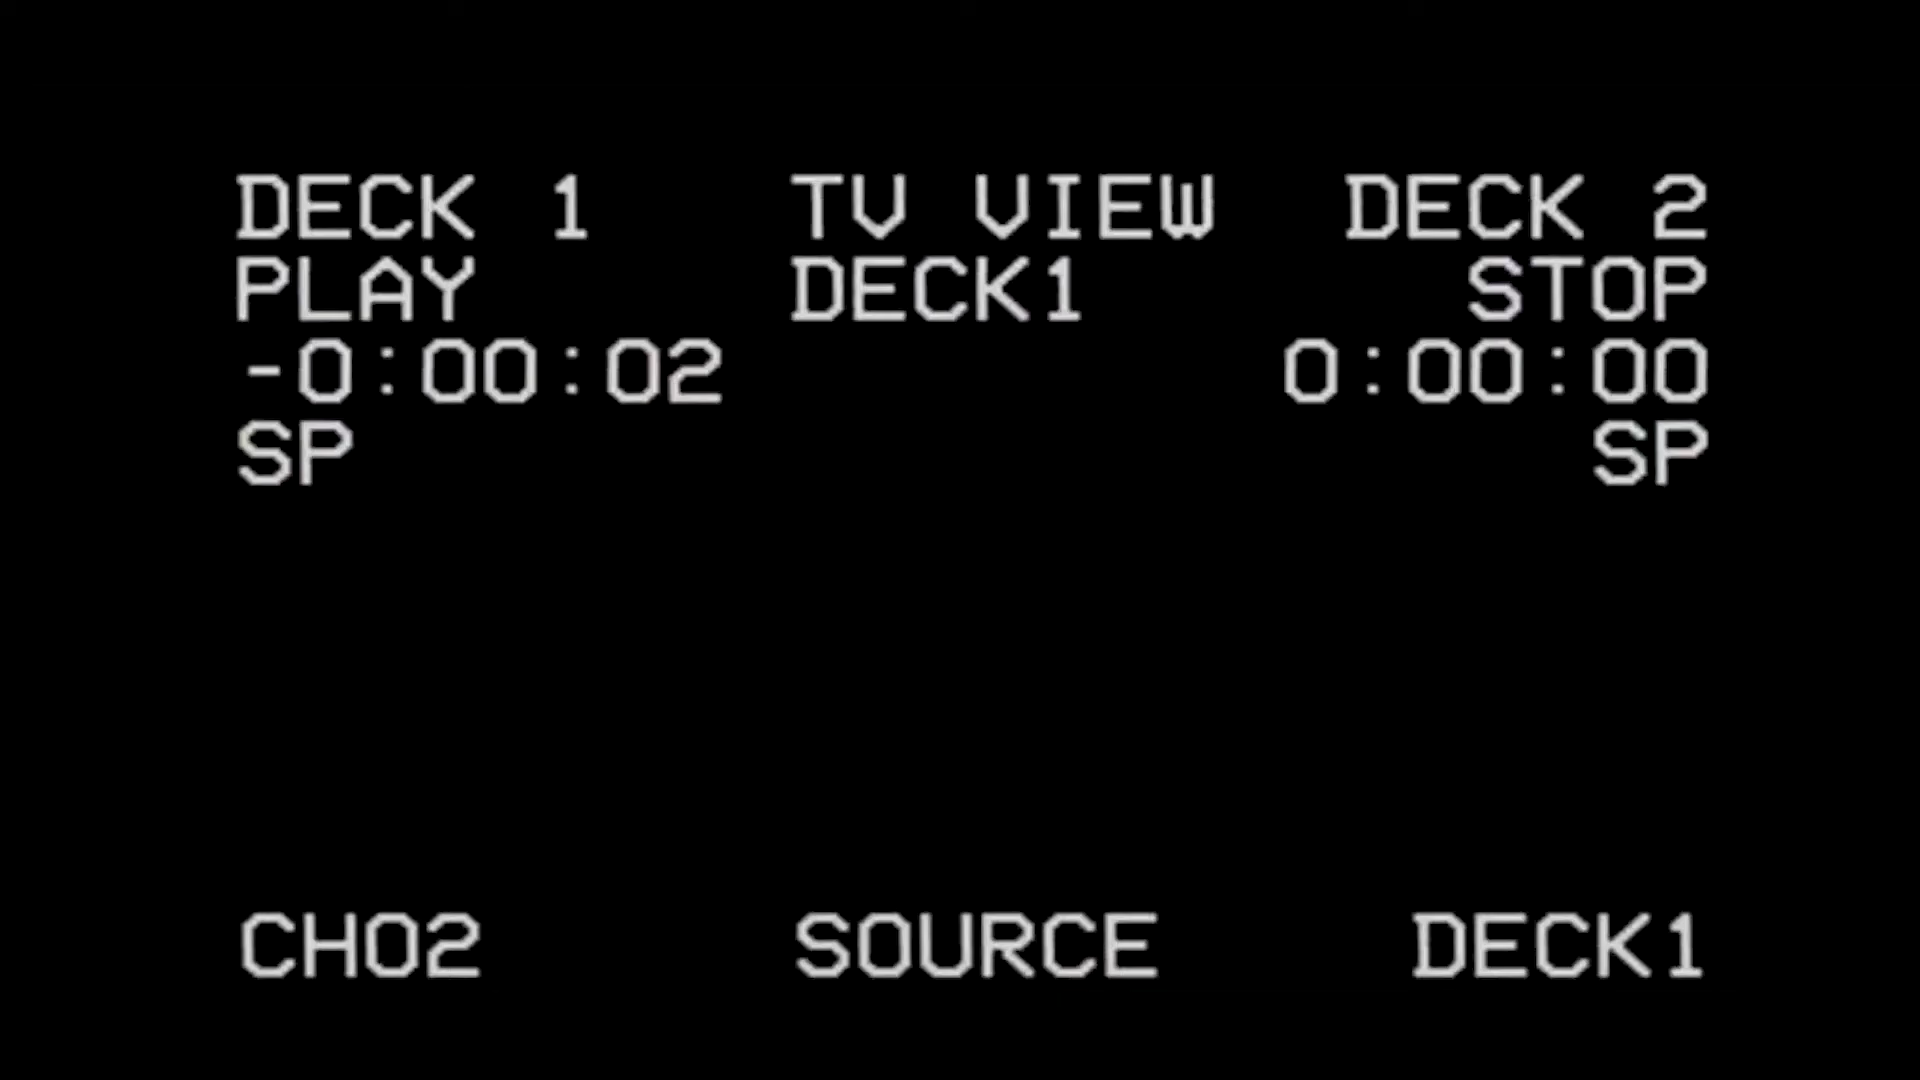 DECK 1 TV VIEW DECK 2
PLAY DECK1 STOP
-0:00:02 0:00:00
SP SP
CH02 SOURCE DECK1